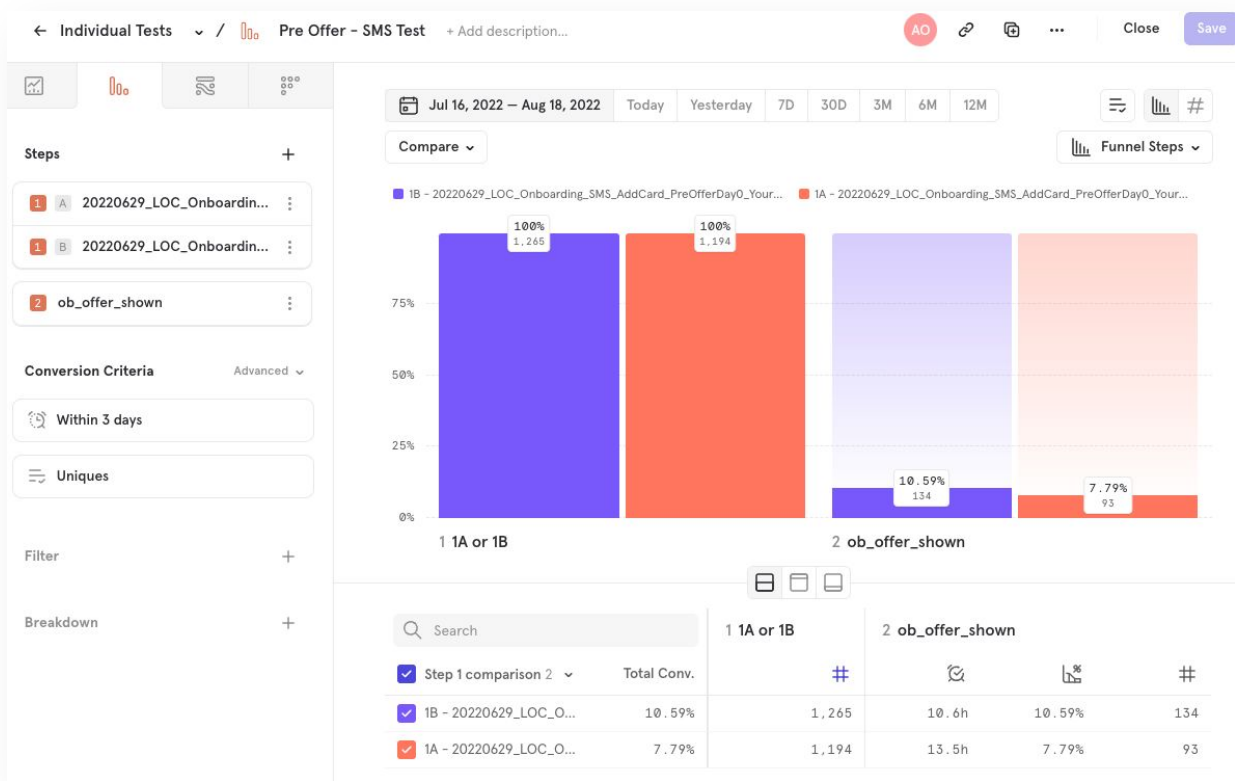 ← Individual Tests / Pre Offer - SMS Test + Add description... AO ... Close Save
Jul 16, 2022 — Aug 18, 2022 Today Yesterday 7D 30D 3M 6M 12M #
Steps +
Compare Funnel Steps
1 A 20220629_LOC_Onboardin...
1 B 20220629_LOC_Onboardin...
2 ob_offer_shown
Conversion Criteria Advanced
Within 3 days
Uniques
Filter +
Breakdown +
1B - 20220629_LOC_Onboarding_SMS_AddCard_PreOfferDay0_Your... 1A - 20220629_LOC_Onboarding_SMS_AddCard_PreOfferDay0_Your...
100% 100%
1,265 1,194
75%
50%
25%
0%
10.59%
134
7.79%
93
1 1A or 1B 2 ob_offer_shown
Search 1 1A or 1B 2 ob_offer_shown
Step 1 comparison 2 Total Conv. # % #
1B - 20220629_LOC_O... 10.59% 1,265 10.6h 10.59% 134
1A - 20220629_LOC_O... 7.79% 1,194 13.5h 7.79% 93